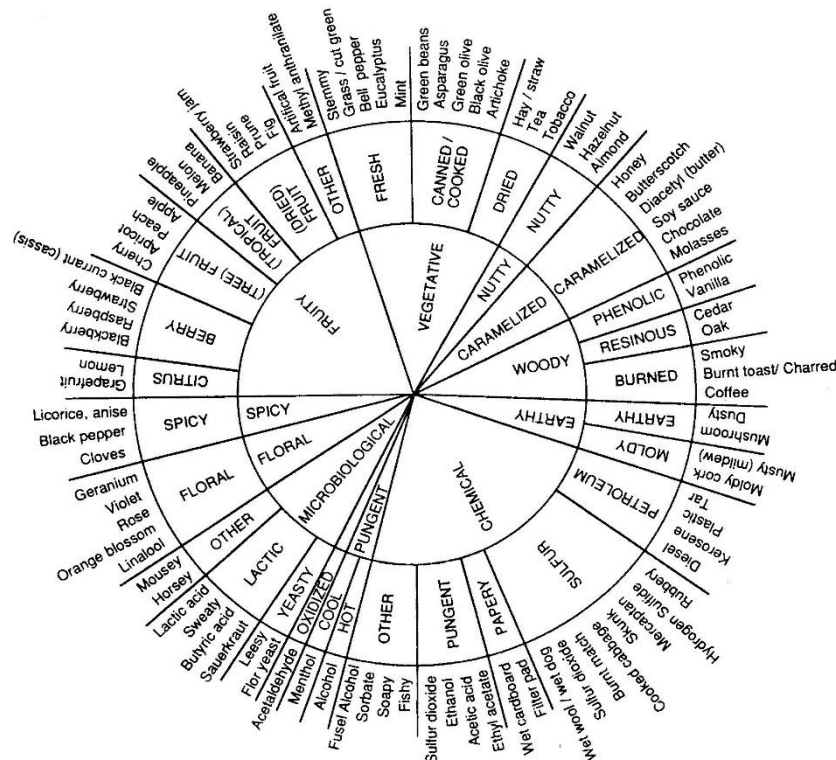 FRUITY
CITRUS
Grapefruit
Lemon
BERRY
Blackberry
Raspberry
Strawberry
Black currant (cassis)
(TREE) FRUIT
Cherry
Apricot
Peach
Apple
(TROPICAL) FRUIT
Pineapple
Melon
Banana
(DRIED) FRUIT
Strawberry jam
Raisin
Prune
Fig
OTHER
Artifical fruit
Methyl anthranilate
VEGETATIVE
FRESH
Stemmy
Grass / cut green
Bell pepper
Eucalyptus
Mint
CANNED / COOKED
Green beans
Asparagus
Green olive
Black olive
Artichoke
DRIED
Hay / straw
Tea
Tobacco
NUTTY
NUTTY
Walnut
Hazelnut
Almond
CARAMELIZED
CARAMELIZED
Honey
Butterscotch
Diacetyl (butter)
Soy sauce
Chocolate
Molasses
WOODY
PHENOLIC
Phenolic
Vanilla
RESINOUS
Cedar
Oak
BURNED
Smoky
Burnt toast/ Charred
Coffee
EARTHY
EARTHY
Dusty
Mushroom
MOLDY
Musty (mildew)
Moldy cork
CHEMICAL
PETROLEUM
Tar
Plastic
Kerosene
Diesel
SULFUR
Rubbery
Hydrogen Sulfide
Mercaptan
Skunk
Cooked cabbage
Burnt match
Sulfur dioxide
Wet wool / wet dog
PAPERY
Filter pad
Wet cardboard
PUNGENT
Ethyl acetate
Acetic acid
Ethanol
Sulfur dioxide
OTHER
Fishy
Soapy
Sorbate
Fusel Alcohol
PUNGENT
HOT
Alcohol
COOL
Menthol
OXIDIZED
Acetaldehyde
MICROBIOLOGICAL
YEASTY
Flor yeast
Leesy
LACTIC
Sauerkraut
Butyric acid
Sweaty
Lactic acid
OTHER
Horsey
Mousey
FLORAL
FLORAL
Linalool
Orange blossom
Rose
Violet
Geranium
SPICY
SPICY
Cloves
Black pepper
Licorice, anise